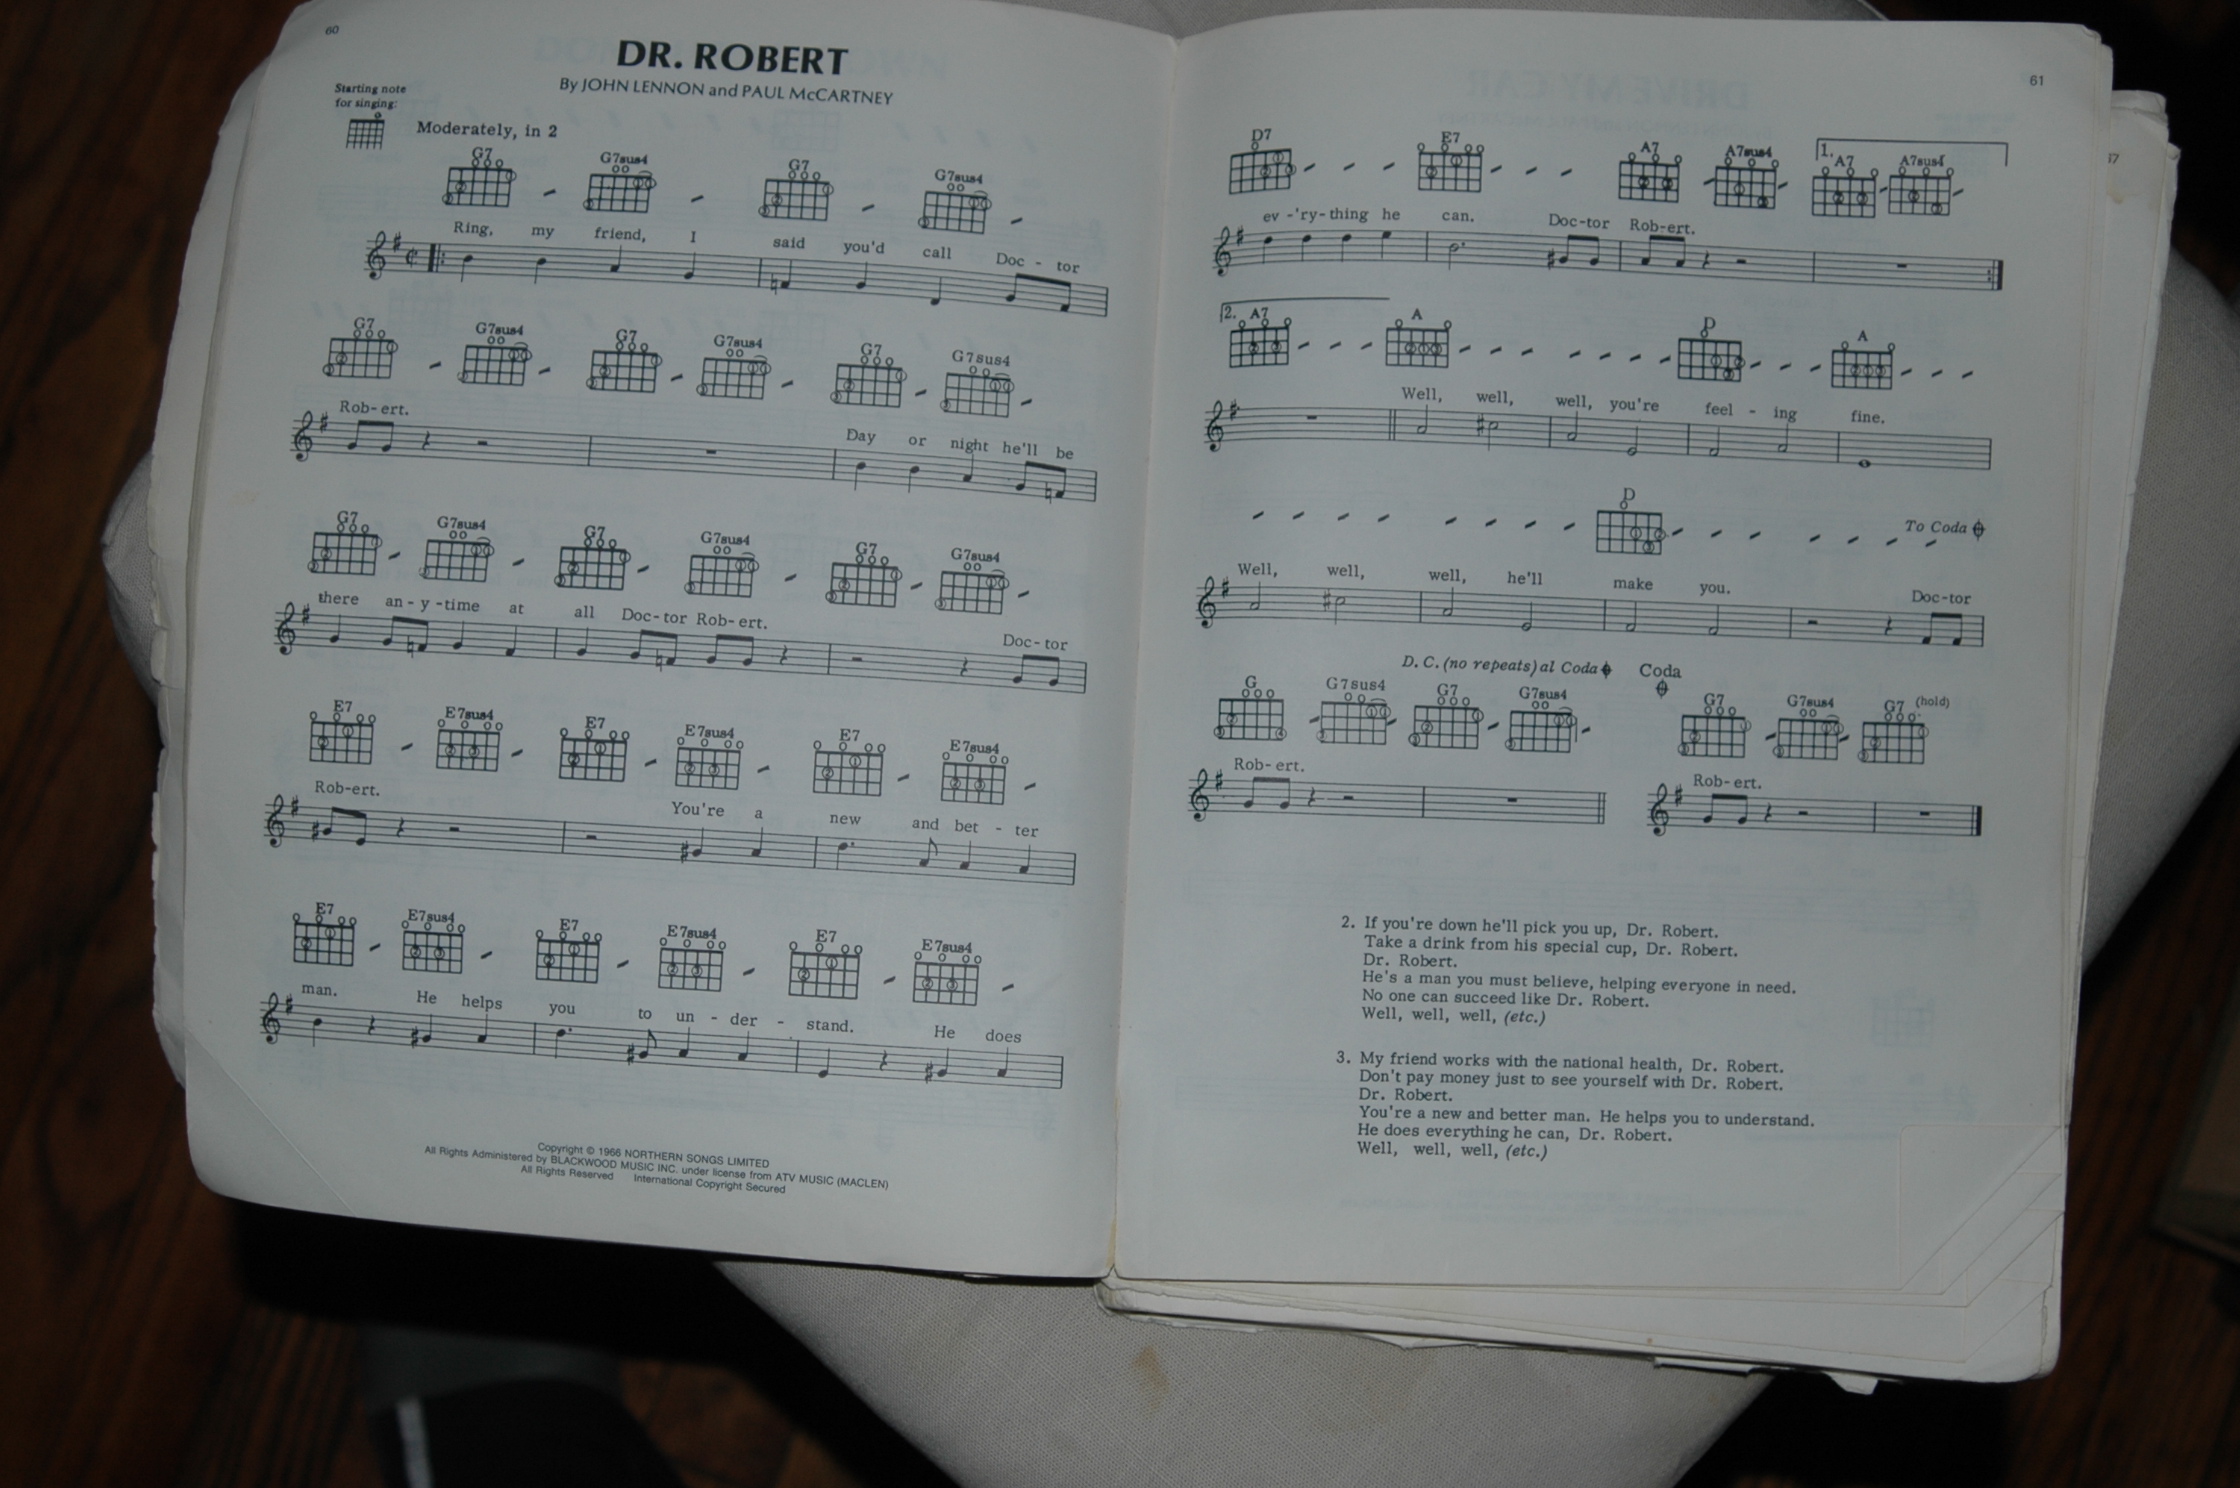 60
DR. ROBERT
By JOHN LENNON and PAUL McCARTNEY
Starting note
for singing:
Moderately, in 2
G7 G7sus4 G7 G7sus4
Ring, my friend, I said you'd call Doc - tor
G7 G7sus4 G7 G7sus4 G7 G7sus4
Rob-ert. Day or night he'll be
G7 G7sus4 G7 G7sus4 G7 G7sus4
there an-y-time at all Doc-tor Rob-ert. Doc-tor
E7 E7sus4 E7 E7sus4 E7 E7sus4
Rob-ert. You're a new and bet - ter
E7 E7sus4 E7 E7sus4 E7 E7sus4
man. He helps you to un - der - stand. He does
Copyright © 1966 NORTHERN SONGS LIMITED
All Rights Administered by BLACKWOOD MUSIC INC. under license from ATV MUSIC (MACLEN)
All Rights Reserved International Copyright Secured
61
D7 E7 A7 A7sus4 1. A7 A7sus4
ev-'ry-thing he can. Doc-tor Rob-ert.
2. A7 A D A
Well, well, well, you're feel - ing fine.
D To Coda
Well, well, well, he'll make you. Doc-tor
D. C. (no repeats) al Coda Coda
G G7sus4 G7 G7sus4 G7 G7sus4 G7 (hold)
Rob-ert. Rob-ert.
2. If you're down he'll pick you up, Dr. Robert.
Take a drink from his special cup, Dr. Robert.
Dr. Robert.
He's a man you must believe, helping everyone in need.
No one can succeed like Dr. Robert.
Well, well, well, (etc.)
3. My friend works with the national health, Dr. Robert.
Don't pay money just to see yourself with Dr. Robert.
Dr. Robert.
You're a new and better man. He helps you to understand.
He does everything he can, Dr. Robert.
Well, well, well, (etc.)